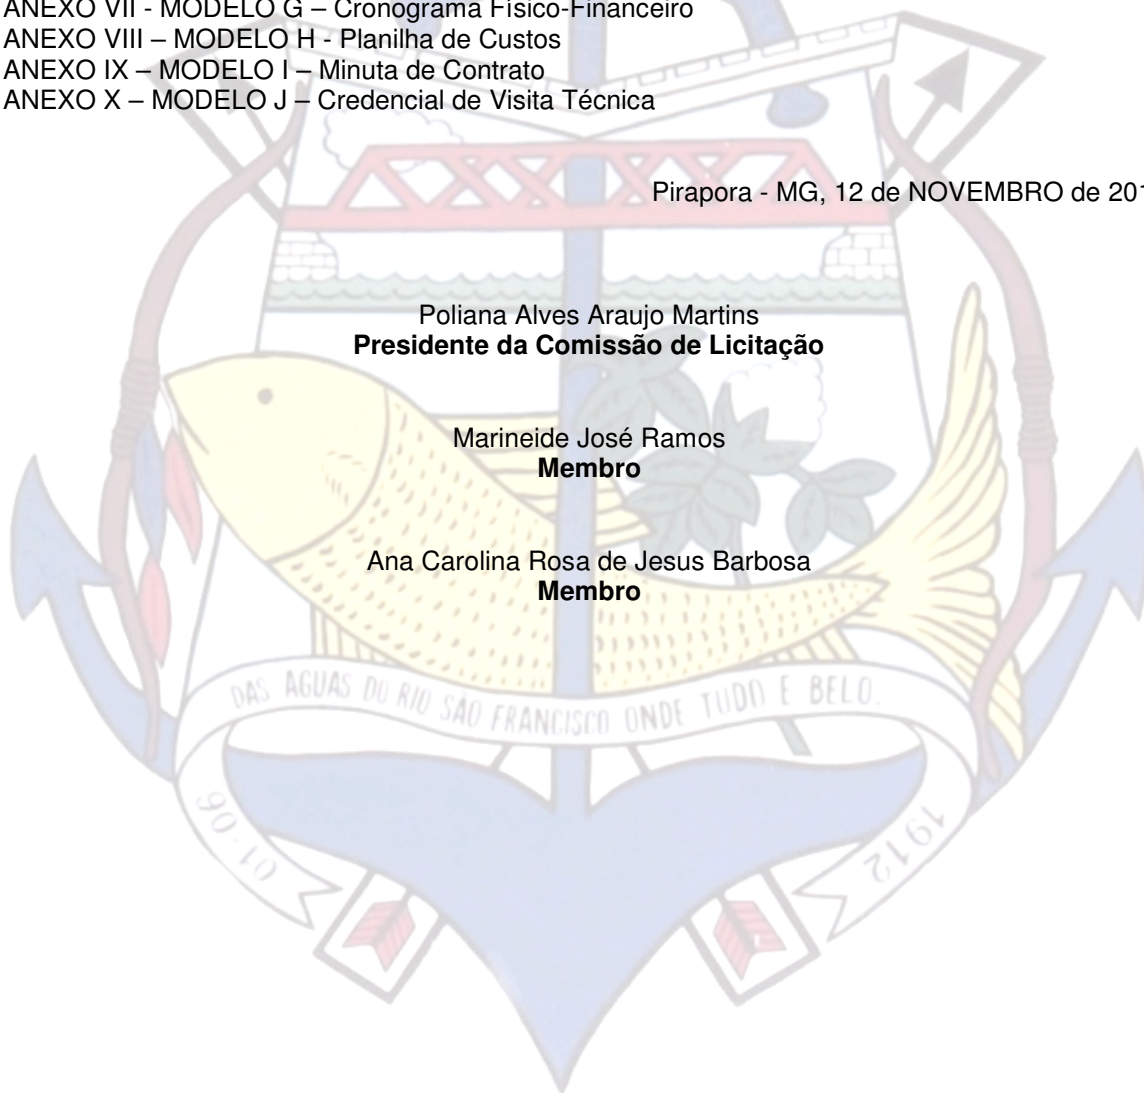 ANEXO VII - MODELO G – Cronograma Físico-Financeiro
ANEXO VIII – MODELO H - Planilha de Custos
ANEXO IX – MODELO I – Minuta de Contrato
ANEXO X – MODELO J – Credencial de Visita Técnica
Pirapora - MG, 12 de NOVEMBRO de 201
Poliana Alves Araujo Martins
Presidente da Comissão de Licitação
Marineide José Ramos
Membro
Ana Carolina Rosa de Jesus Barbosa
Membro
DAS AGUAS DO RIO SÃO FRANCISCO ONDE TUDO E BELO.
01-06
1912